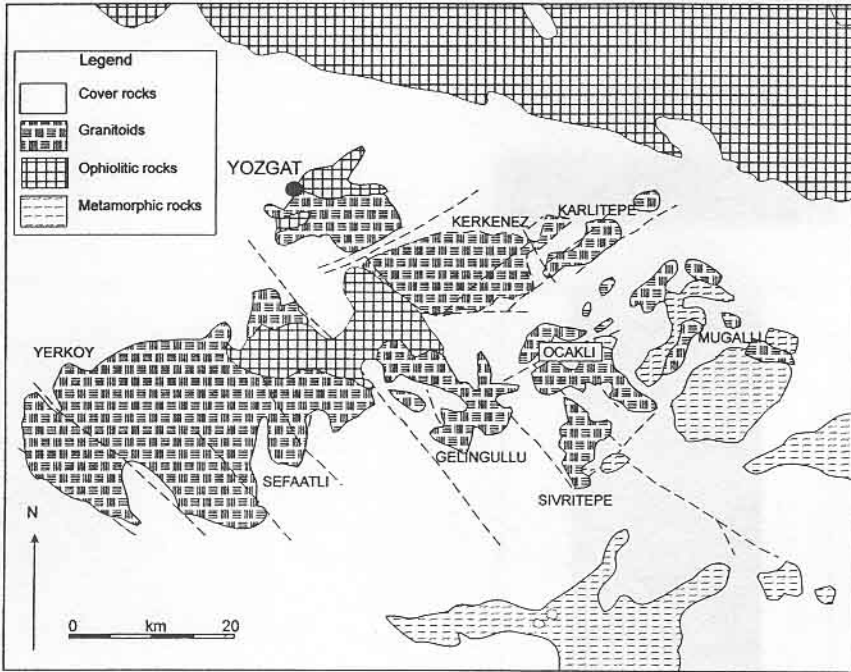 Legend
Cover rocks
Granitoids
Ophiolitic rocks
Metamorphic rocks
YOZGAT
KERKENEZ
KARLITEPE
YERKOY
OCAKLI
MUGALLI
SEFAATLI
GELINGULLU
SIVRITEPE
N
0 km 20